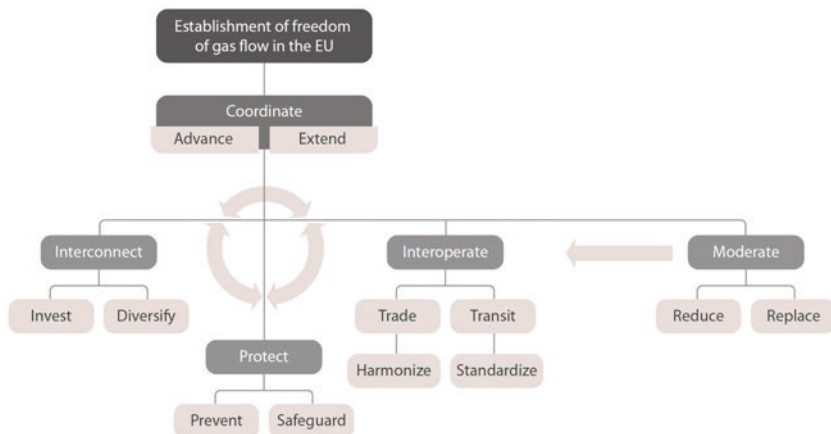 Establishment of freedom
of gas flow in the EU
Coordinate
Advance
Extend
Interconnect
Interoperate
Moderate
Invest
Diversify
Trade
Transit
Reduce
Replace
Protect
Harmonize
Standardize
Prevent
Safeguard